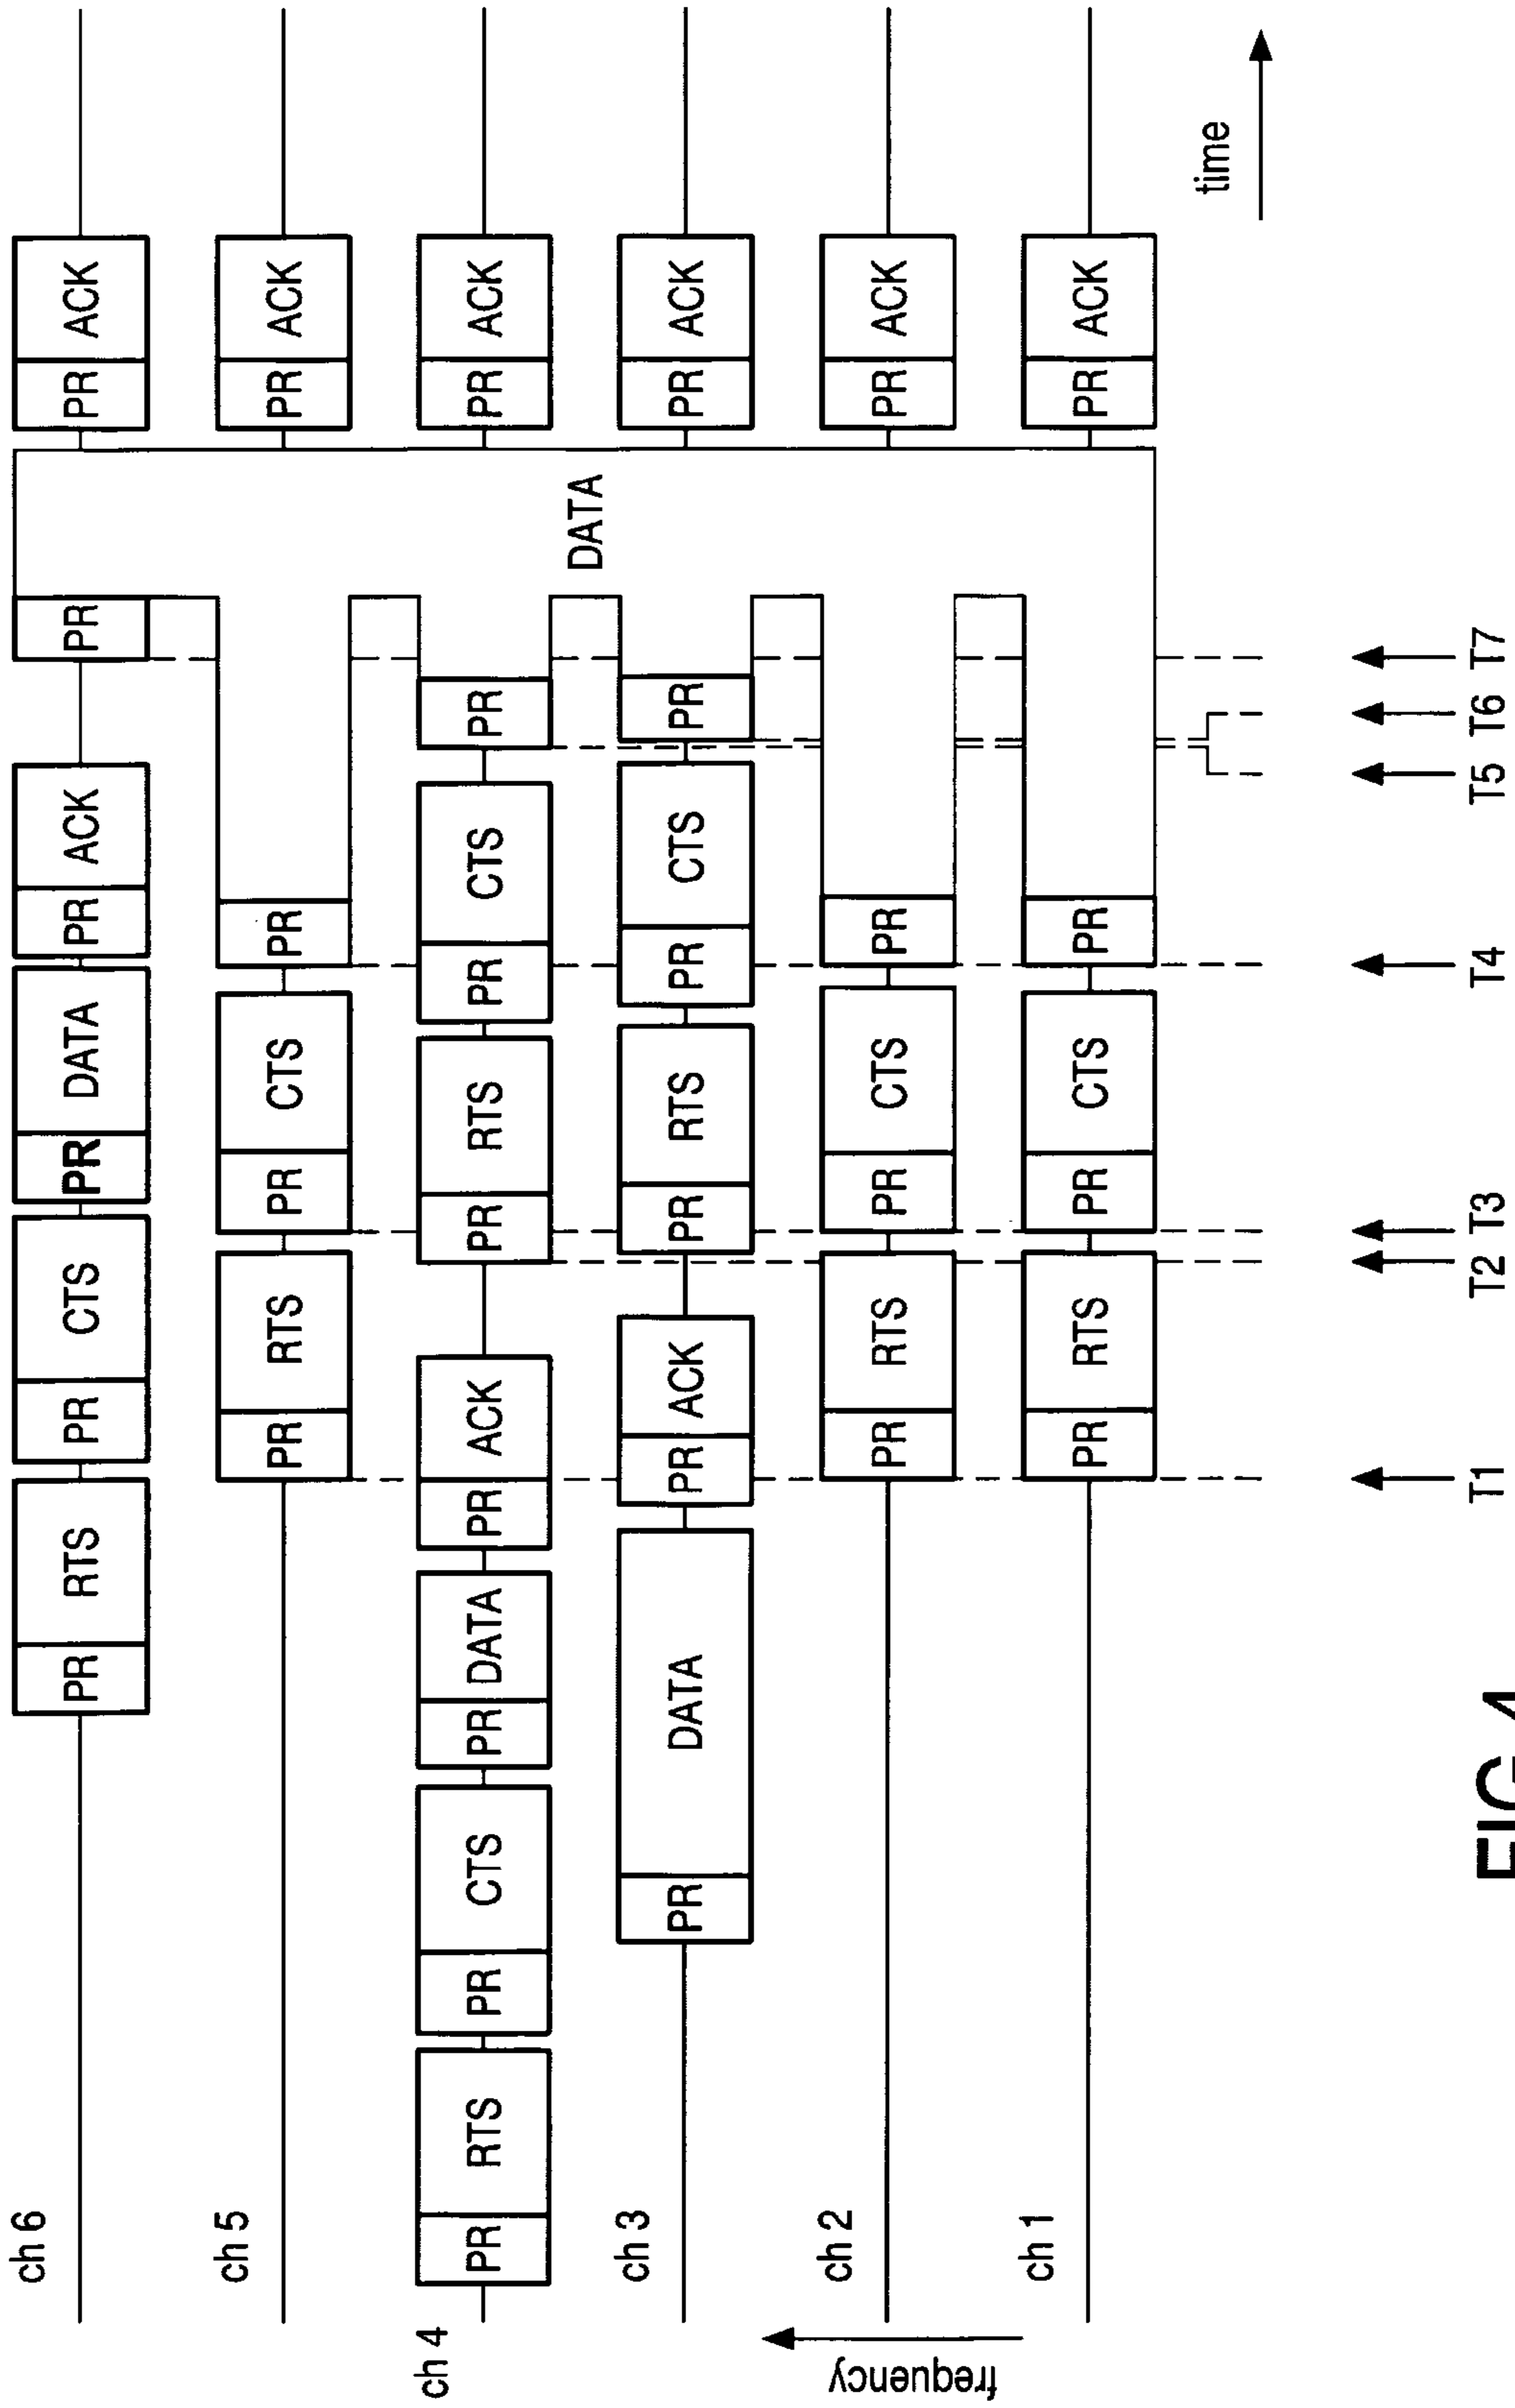 ch 6 PR RTS PR CTS PR DATA PR ACK PR PR ACK
ch 5 PR RTS PR CTS PR PR ACK
ch 4 PR RTS PR CTS PR DATA PR ACK PR RTS PR CTS PR PR ACK
DATA
ch 3 PR DATA PR ACK PR RTS PR CTS PR PR ACK
ch 2 PR RTS PR CTS PR PR ACK
ch 1 PR RTS PR CTS PR PR ACK
frequency
time
T1 T2 T3 T4 T5 T6 T7
FIG 4